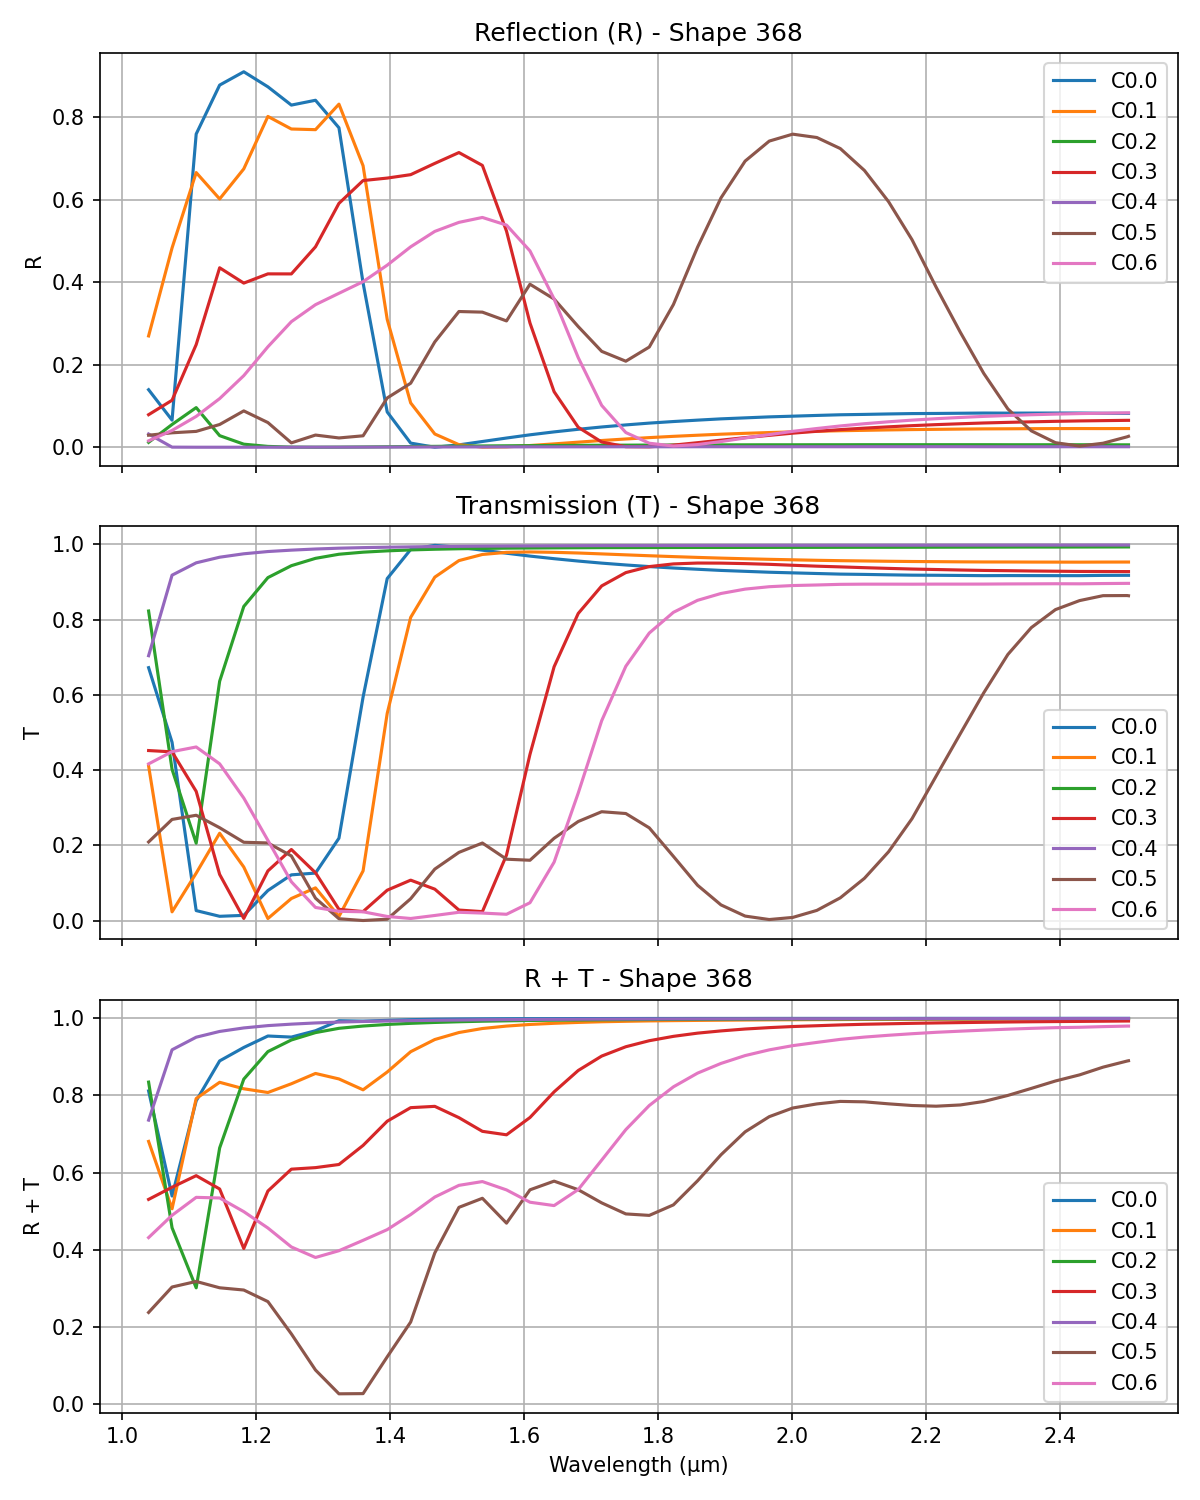 Reflection (R) - Shape 368
R
0.8
0.6
0.4
0.2
0.0
C0.0
C0.1
C0.2
C0.3
C0.4
C0.5
C0.6
Transmission (T) - Shape 368
T
1.0
0.8
0.6
0.4
0.2
0.0
C0.0
C0.1
C0.2
C0.3
C0.4
C0.5
C0.6
R + T - Shape 368
R + T
1.0
0.8
0.6
0.4
0.2
0.0
C0.0
C0.1
C0.2
C0.3
C0.4
C0.5
C0.6
1.0 1.2 1.4 1.6 1.8 2.0 2.2 2.4
Wavelength (μm)